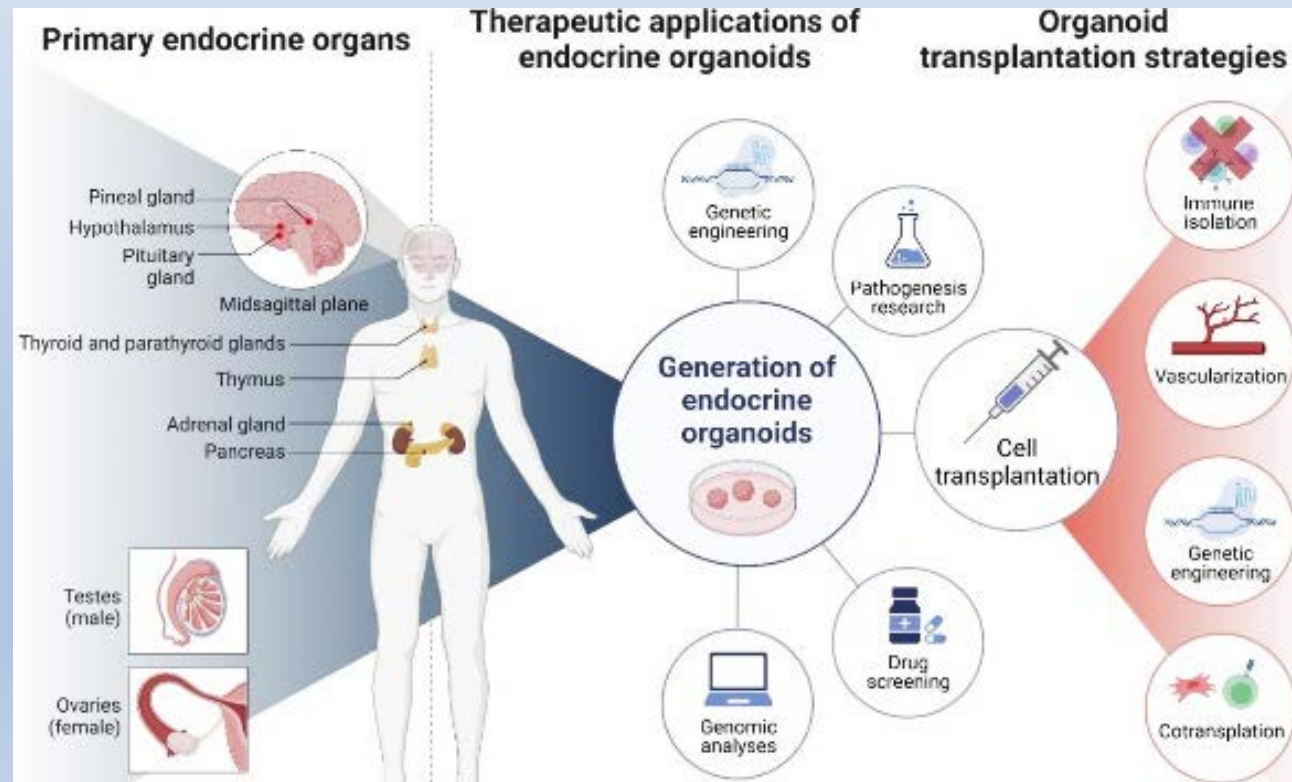 Primary endocrine organs
Pineal gland
Hypothalamus
Pituitary
gland
Midsagittal plane
Thyroid and parathyroid glands
Thymus
Adrenal gland
Pancreas
Testes
(male)
Ovaries
(female)
Therapeutic applications of
endocrine organoids
Genetic
engineering
Pathogenesis
research
Generation of
endocrine
organoids
Cell
transplantation
Drug
screening
Genomic
analyses
Organoid
transplantation strategies
Immune
isolation
Vascularization
Genetic
engineering
Cotransplation